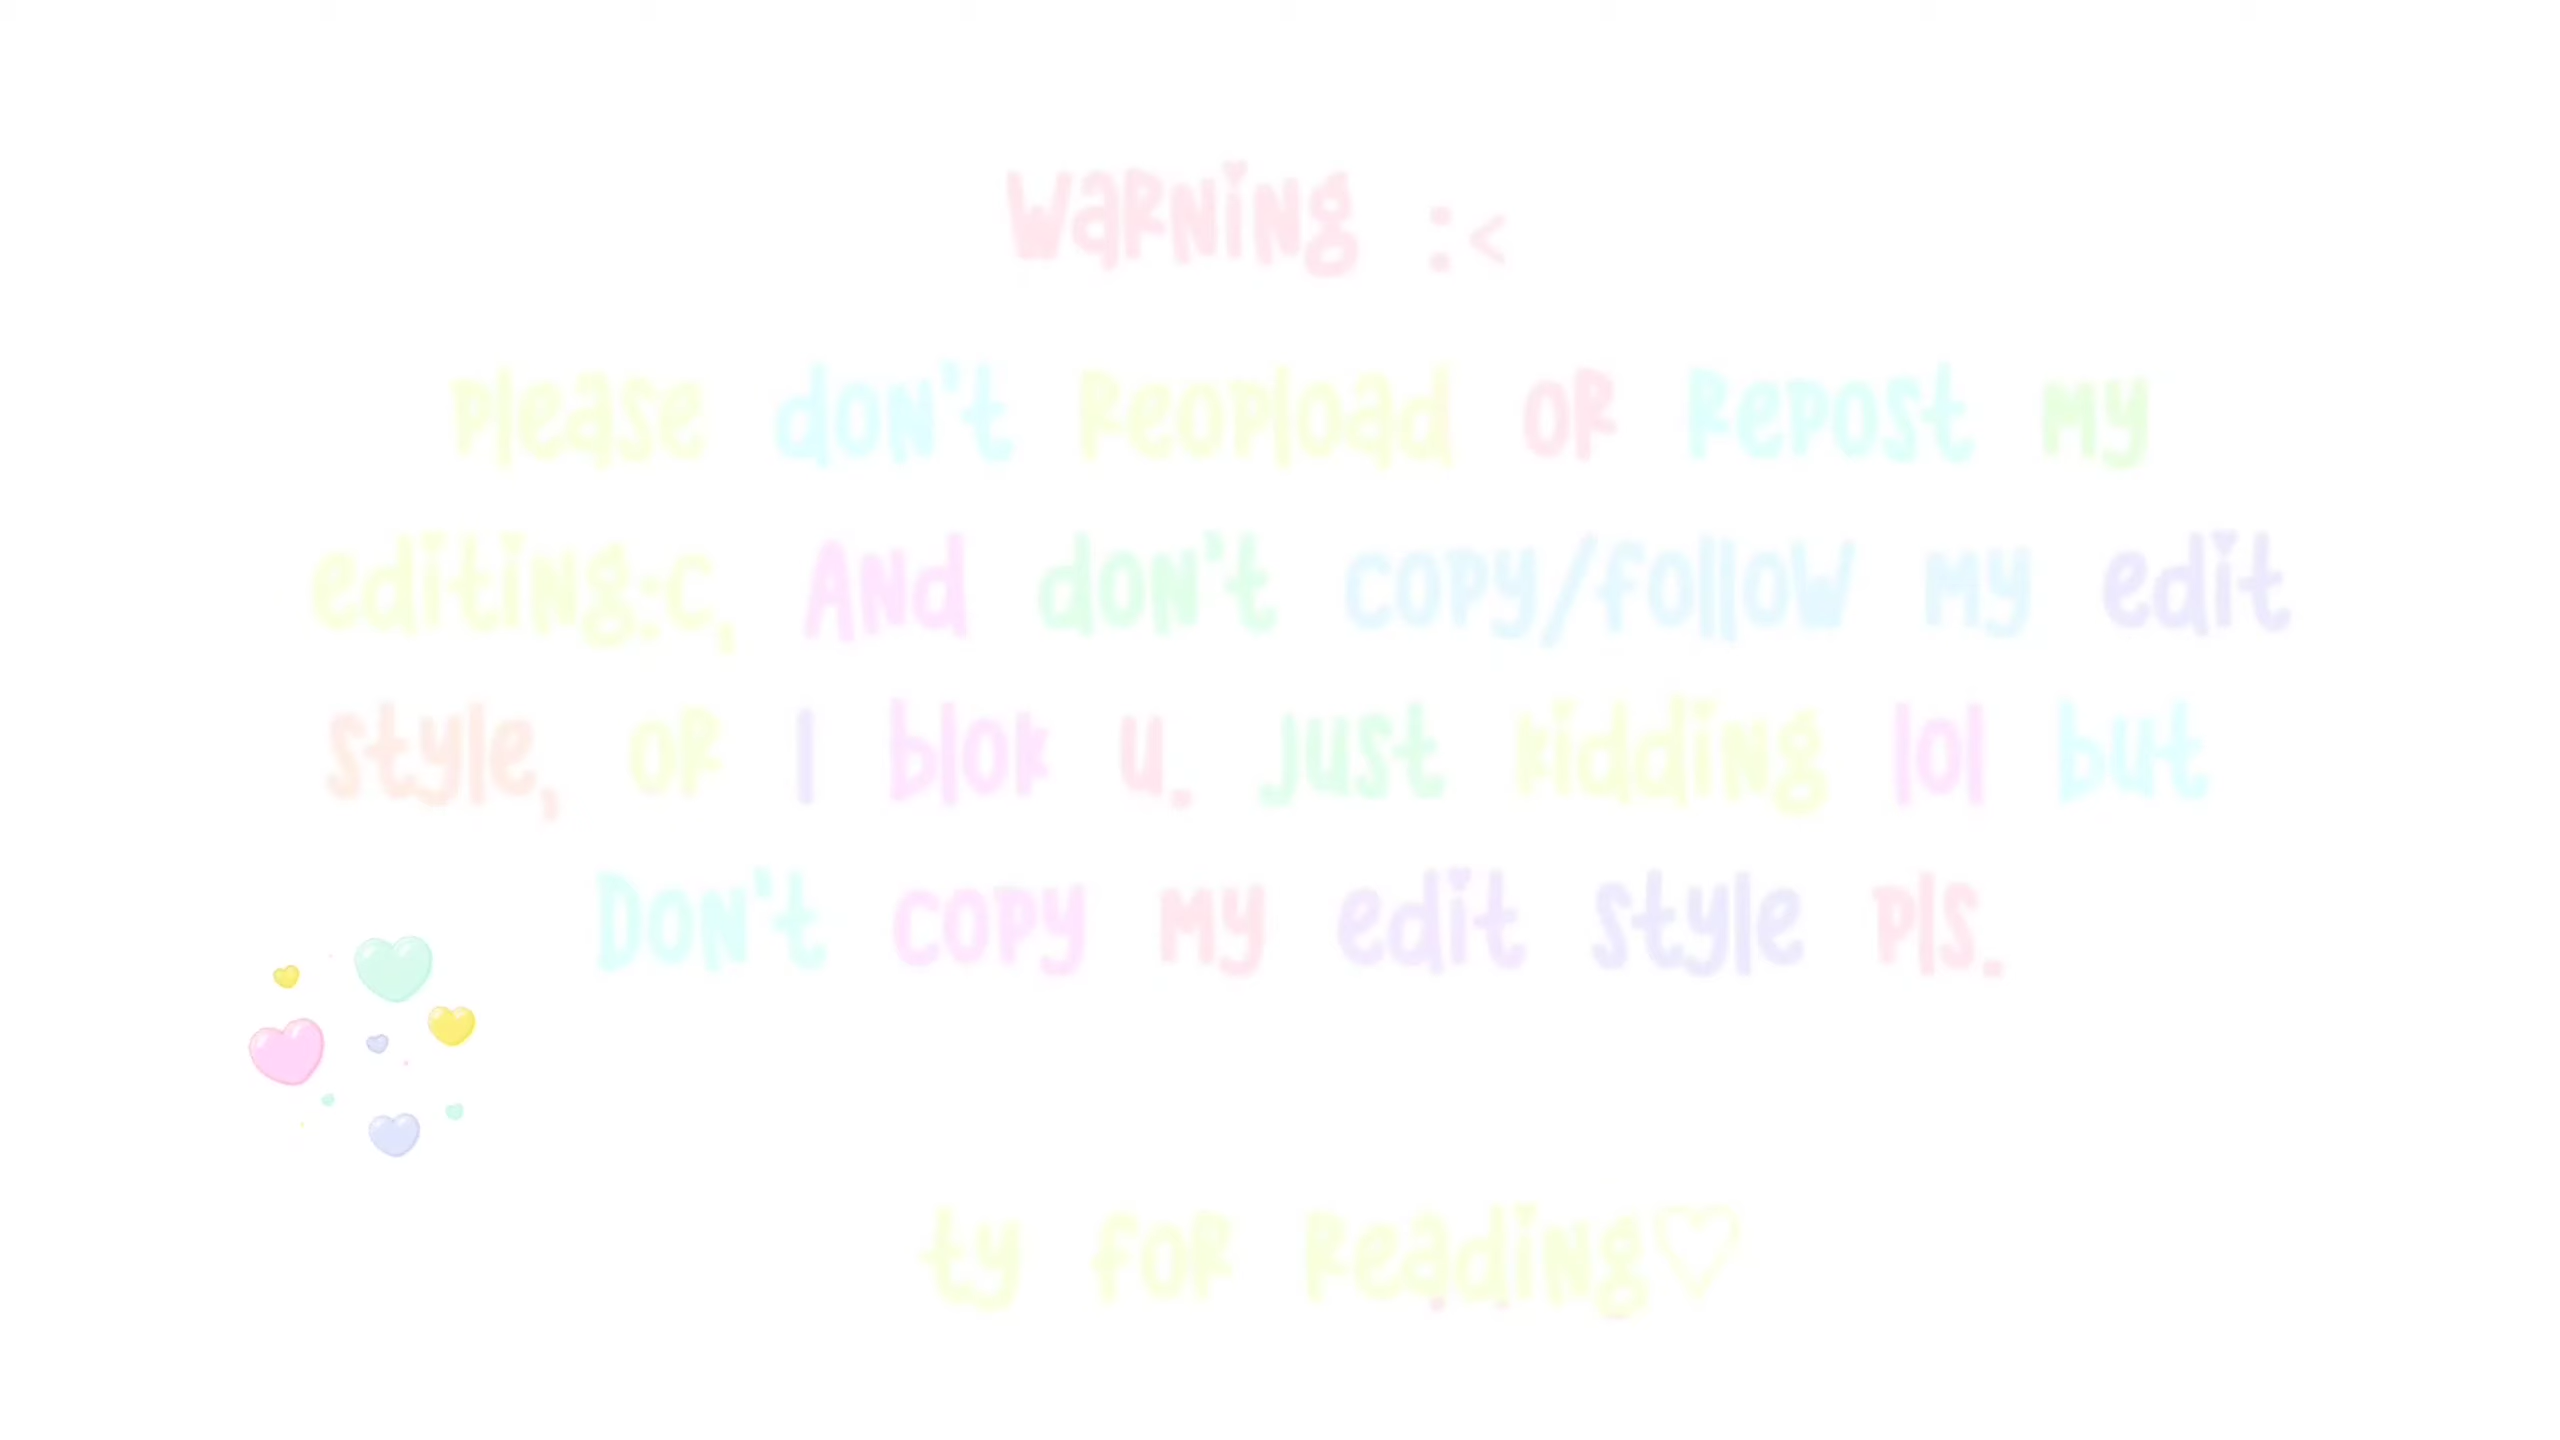 Warning :<
Please don't Reopload or Repost my
editing:c, And don't copy/follow my edit
style, or I blok u. Just kidding lol but
Don't copy my edit style pls.
ty for Reading♡